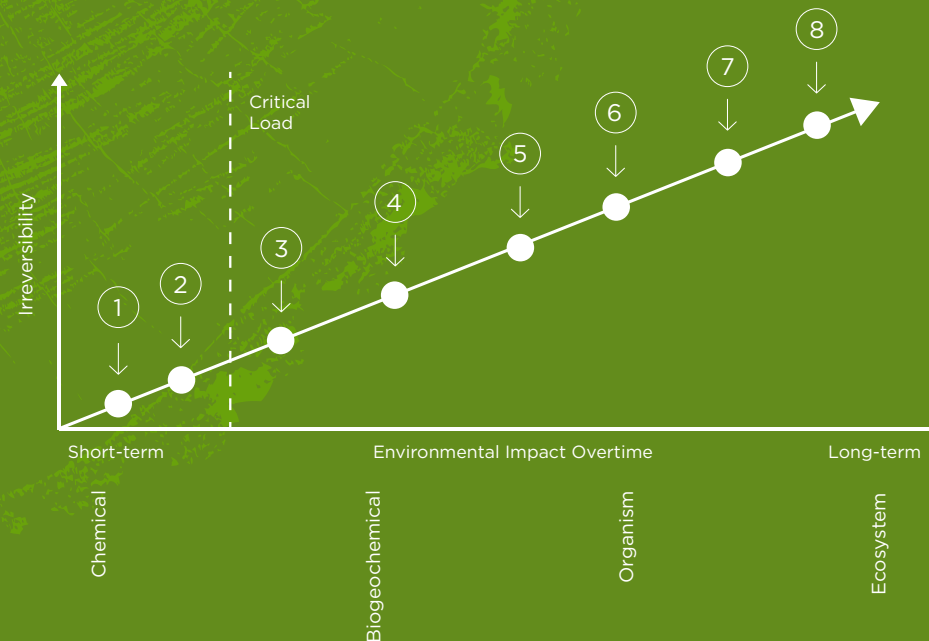 8
7
6
Critical
Load
5
4
3
2
1
Irreversibility
Short-term
Environmental Impact Overtime
Long-term
Chemical
Biogeochemical
Organism
Ecosystem